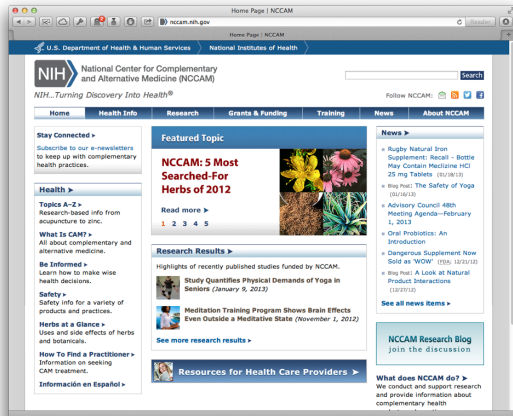 Home Page | NCCAM
nccam.nih.gov
Reader
Home Page | NCCAM
U.S. Department of Health & Human Services
National Institutes of Health
NIH
National Center for Complementary
and Alternative Medicine (NCCAM)
NIH...Turning Discovery Into Health®
Search
Follow NCCAM:
Home
Health Info
Research
Grants & Funding
Training
News
About NCCAM
Stay Connected
Subscribe to our e-newsletters
to keep up with complementary
health practices.
Health
Topics A–Z
Research-based info from
acupuncture to zinc.
What Is CAM?
All about complementary and
alternative medicine.
Be Informed
Learn how to make wise
health decisions.
Safety
Safety info for a variety of
products and practices.
Herbs at a Glance
Uses and side effects of herbs
and botanicals.
How To Find a Practitioner
Information on seeking
CAM treatment.
Información en Español
Featured Topic
NCCAM: 5 Most
Searched-For
Herbs of 2012
Read more
1 2 3 4 5
Research Results
Highlights of recently published studies funded by NCCAM.
Study Quantifies Physical Demands of Yoga in
Seniors (January 9, 2013)
Meditation Training Program Shows Brain Effects
Even Outside a Meditative State (November 1, 2012)
See more research results
Resources for Health Care Providers
News
Rugby Natural Iron
Supplement: Recall - Bottle
May Contain Meclizine HCl
25 mg Tablets (01/18/13)
Blog Post: The Safety of Yoga
(01/16/13)
Advisory Council 48th
Meeting Agenda—February
1, 2013
Oral Probiotics: An
Introduction
Dangerous Supplement Now
Sold as 'WOW' (FDA, 12/21/12)
Blog Post: A Look at Natural
Product Interactions
(12/27/12)
See all news items
NCCAM Research Blog
join the discussion
What does NCCAM do?
We conduct and support research
and provide information about
complementary health